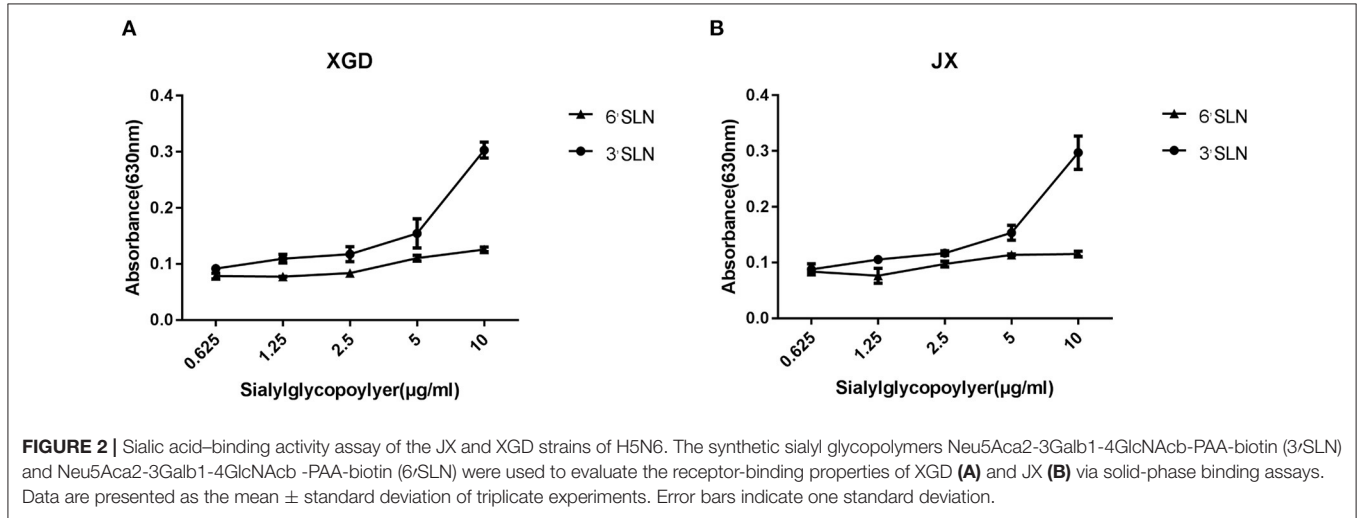 A
XGD
0.4
0.3
0.2
0.1
0.0
Absorbance(630nm)
0.625
1.25
2.5
5
10
Sialylglycopoylyer(µg/ml)
6'SLN
3'SLN
B
JX
0.4
0.3
0.2
0.1
0.0
Absorbance(630nm)
0.625
1.25
2.5
5
10
Sialylglycopoylyer(µg/ml)
6'SLN
3'SLN
FIGURE 2 | Sialic acid–binding activity assay of the JX and XGD strains of H5N6. The synthetic sialyl glycopolymers Neu5Aca2-3Galb1-4GlcNAcb-PAA-biotin (3′SLN)
and Neu5Aca2-3Galb1-4GlcNAcb -PAA-biotin (6′SLN) were used to evaluate the receptor-binding properties of XGD (A) and JX (B) via solid-phase binding assays.
Data are presented as the mean ± standard deviation of triplicate experiments. Error bars indicate one standard deviation.